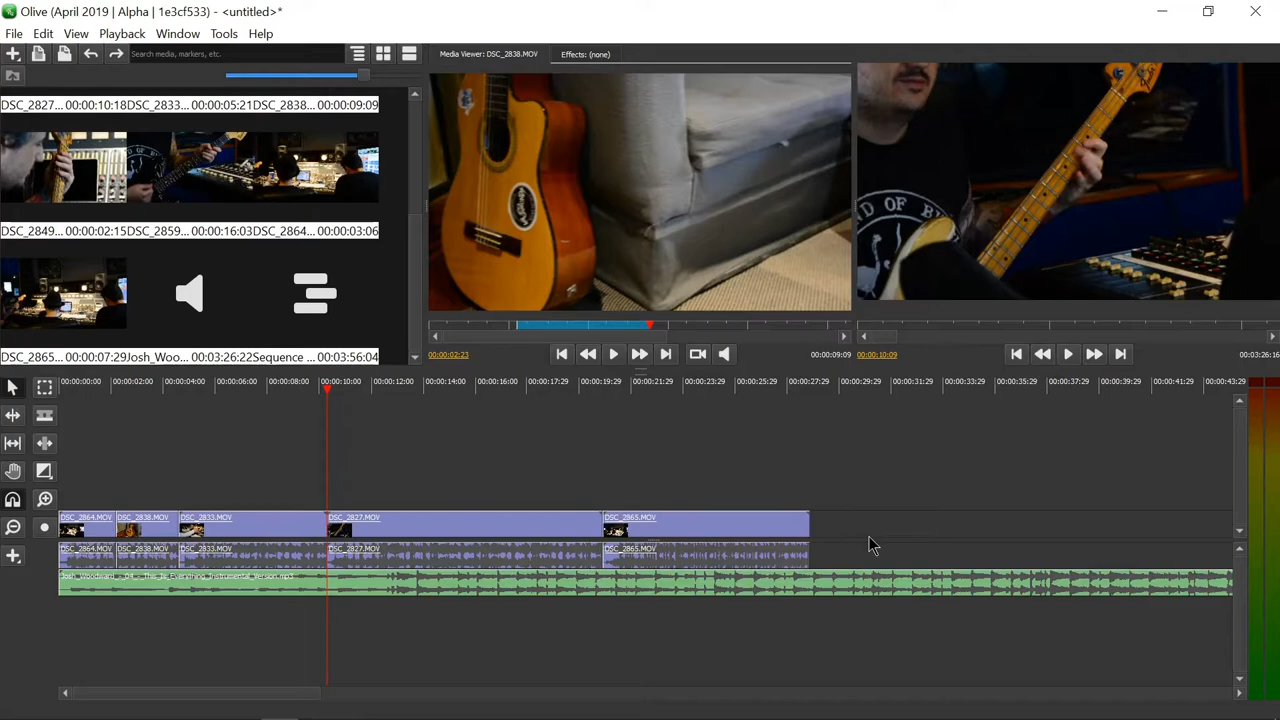 Olive (April 2019 | Alpha | 1e3cf533) - <untitled>*
File Edit View Playback Window Tools Help
Search media, markers, etc.
Media Viewer: DSC_2838.MOV
Effects: (none)
DSC_2827... 00:00:10:18 DSC_2833... 00:00:05:21 DSC_2838... 00:00:09:09
DSC_2849... 00:00:02:15 DSC_2859... 00:00:16:03 DSC_2864... 00:00:03:06
DSC_2865... 00:00:07:29 Josh_Woo... 00:03:26:22 Sequence ... 00:03:56:04
00:00:02:23
00:00:09:09
00:00:10:09
00:03:26:16
00:00:00:00 00:00:02:00 00:00:04:00 00:00:06:00 00:00:08:00 00:00:10:00 00:00:12:00 00:00:14:00 00:00:16:00 00:00:17:29 00:00:19:29 00:00:21:29 00:00:23:29 00:00:25:29 00:00:27:29 00:00:29:29 00:00:31:29 00:00:33:29 00:00:35:29 00:00:37:29 00:00:39:29 00:00:41:29 00:00:43:29
DSC_2864.MOV DSC_2838.MOV DSC_2833.MOV DSC_2827.MOV DSC_2865.MOV
DSC_2864.MOV DSC_2838.MOV DSC_2833.MOV DSC_2827.MOV DSC_2865.MOV
Josh_Woodward_-_04_-_This_Is_Everything_Instrumental_Version.mp3